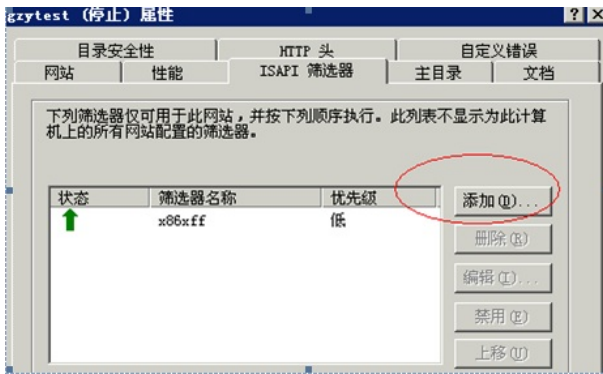 gzytest (停止) 属性
目录安全性 HTTP 头 自定义错误
网站 性能 ISAPI 筛选器 主目录 文档
下列筛选器仅可用于此网站，并按下列顺序执行。此列表不显示为此计算
机上的所有网站配置的筛选器。
状态 筛选器名称 优先级 添加(D)...
x86xff 低
删除(R)
编辑(I)...
禁用(E)
上移(U)